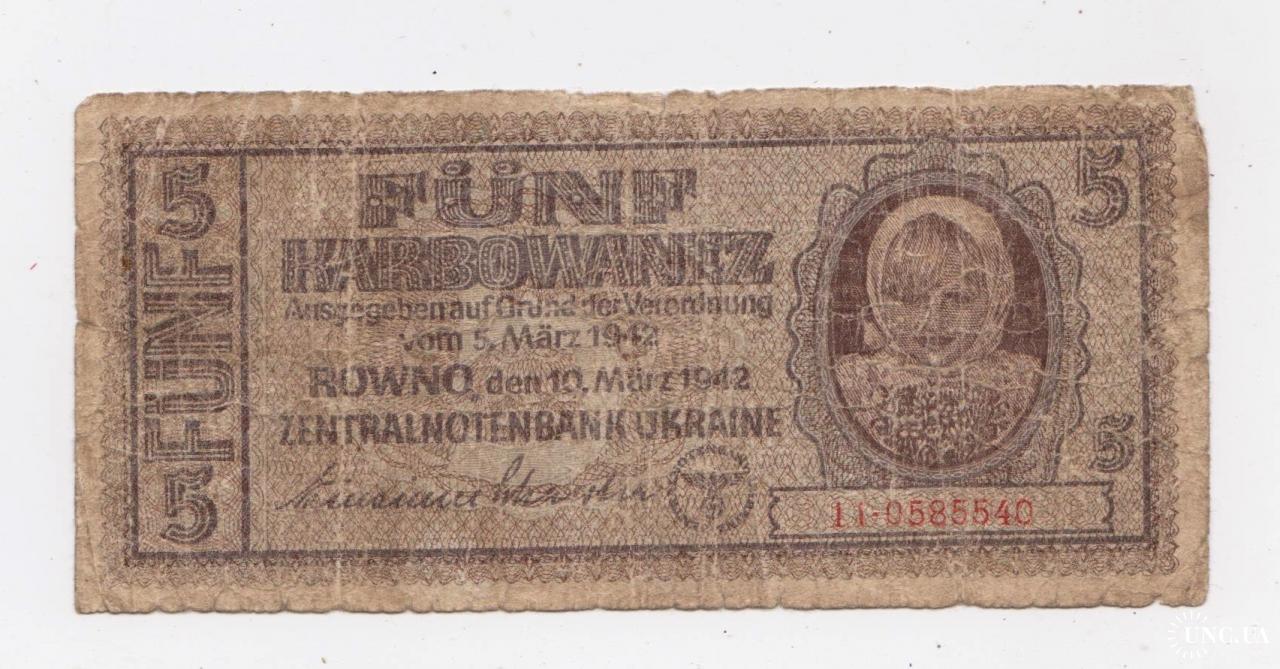 5 FÜNF 5
FÜNF
KARBOWANEZ
Ausgegeben auf Grund der Verordnung
vom 5. März 1942
ROWNO, den 10. März 1942
ZENTRALNOTENBANK UKRAINE
5
5
11·0585540
UNC.UA